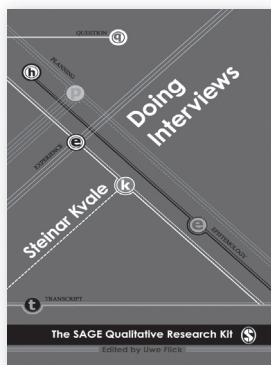 QUESTION q
PLANNING
h
p
Doing
Interviews
e
EXPERIENCE
k
Steinar Kvale
e
EPISTEMOLOGY
t TRANSCRIPT
The SAGE Qualitative Research Kit S
Edited by Uwe Flick